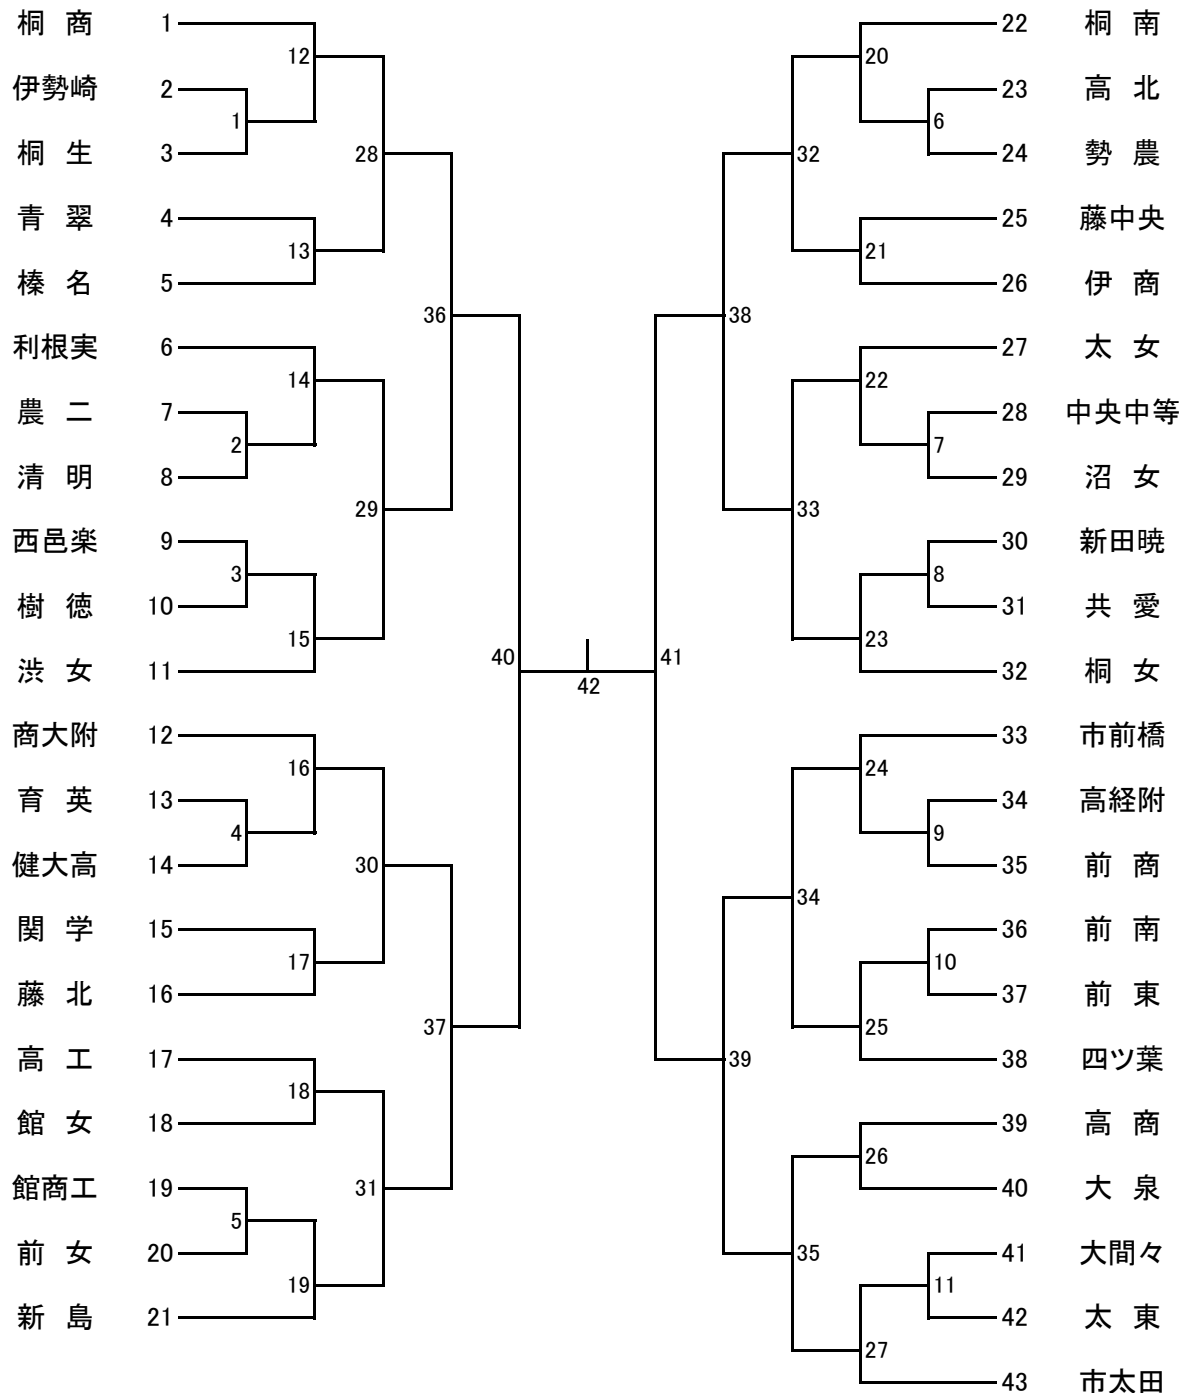 桐 商 1 22 桐 南
12 20
伊勢崎 2 23 高 北
1 6
桐 生 3 28 32 24 勢 農
青 翠 4 25 藤中央
13 21
榛 名 5 26 伊 商
36 38
利根実 6 27 太 女
14 22
農 二 7 28 中央中等
2 7
清 明 8 29 沼 女
29 33
西邑楽 9 30 新田暁
3 8
樹 徳 10 31 共 愛
15 23
渋 女 11 40 41 32 桐 女
42
商大附 12 33 市前橋
16 24
育 英 13 34 高経附
4 9
健大高 14 30 35 前 商
34
関 学 15 36 前 南
17 10
藤 北 16 37 前 東
37 25
高 工 17 39 38 四ツ葉
18
館 女 18 39 高 商
26
館商工 19 31 40 大 泉
5
前 女 20 35 41 大間々
19 11
新 島 21 42 太 東
27
43 市太田